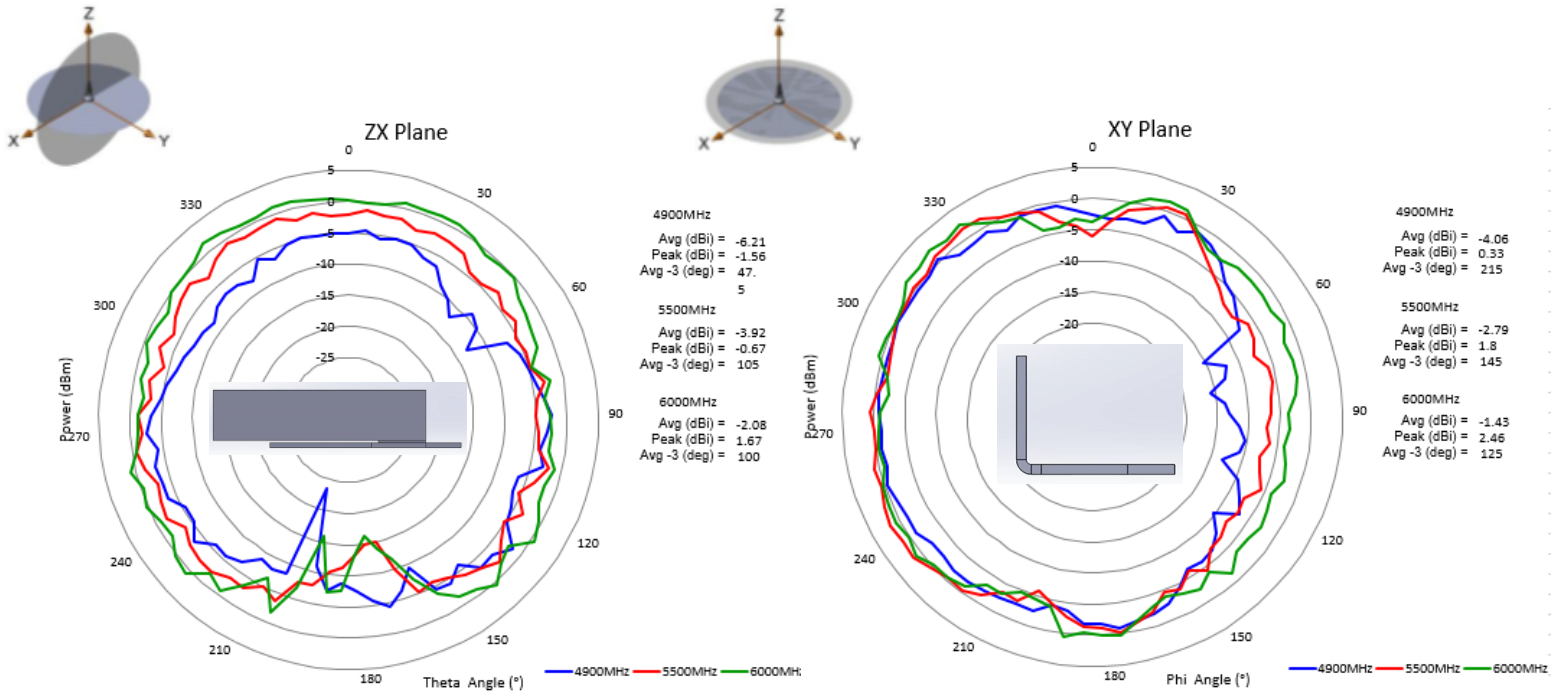 Z
X
Y
ZX Plane
0
5
0
-5
-10
-15
-20
-25
30
60
90
120
150
180
210
240
270
300
330
Power (dBm)
Theta Angle (°)
4900MHz
5500MHz
6000MH
4900MHz
Avg (dBi) = -6.21
Peak (dBi) = -1.56
Avg -3 (deg) = 47.
5
5500MHz
Avg (dBi) = -3.92
Peak (dBi) = -0.67
Avg -3 (deg) = 105
6000MHz
Avg (dBi) = -2.08
Peak (dBi) = 1.67
Avg -3 (deg) = 100
Z
X
Y
XY Plane
0
5
0
-5
-10
-15
-20
30
60
90
120
150
180
210
240
270
300
330
Power (dBm)
Phi Angle (°)
4900MHz
5500MHz
6000MHz
4900MHz
Avg (dBi) = -4.06
Peak (dBi) = 0.33
Avg -3 (deg) = 215
5500MHz
Avg (dBi) = -2.79
Peak (dBi) = 1.8
Avg -3 (deg) = 145
6000MHz
Avg (dBi) = -1.43
Peak (dBi) = 2.46
Avg -3 (deg) = 125